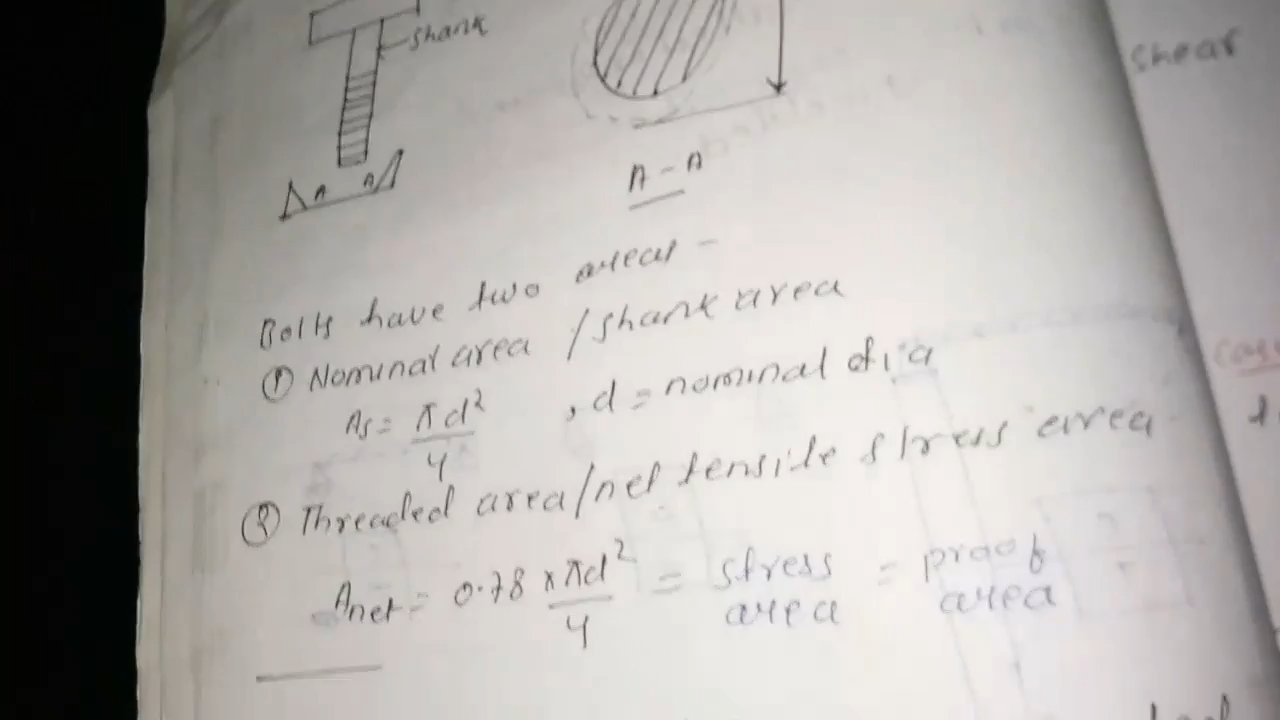 shank
shear
A A
A - A
Bolts have two areas -
① Nominal area / shank area
As = πd²/4 , d = nominal dia
② Threaded area/net tensile stress area
Anet = 0.78 × πd²/4 = stress area = proof area